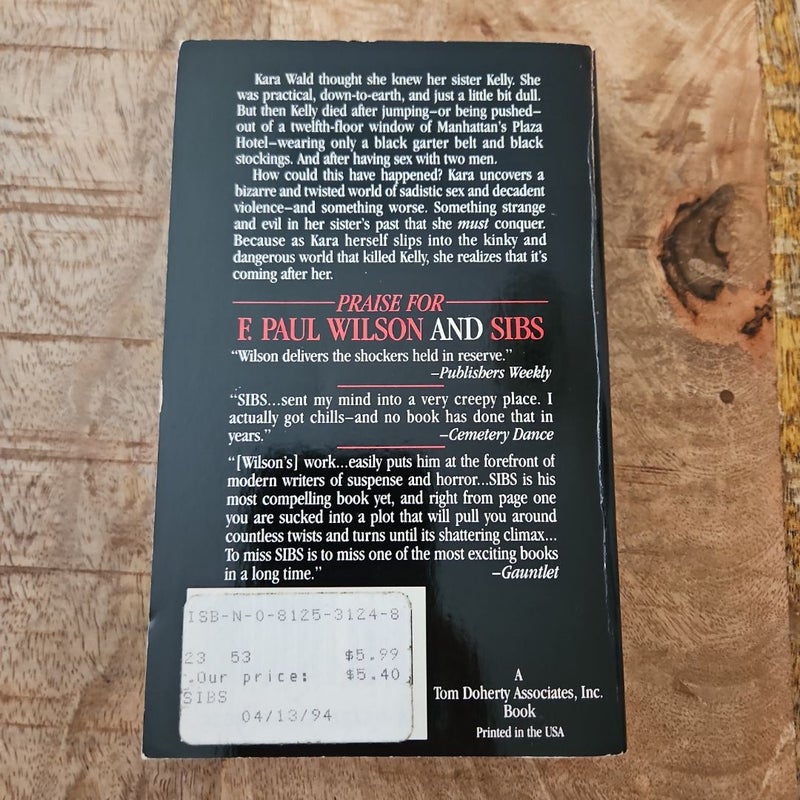 Kara Wald thought she knew her sister Kelly. She
was practical, down-to-earth, and just a little bit dull.
But then Kelly died after jumping—or being pushed—
out of a twelfth-floor window of Manhattan's Plaza
Hotel—wearing only a black garter belt and black
stockings. And after having sex with two men.
How could this have happened? Kara uncovers a
bizarre and twisted world of sadistic sex and decadent
violence—and something worse. Something strange
and evil in her sister's past that she must conquer.
Because as Kara herself slips into the kinky and
dangerous world that killed Kelly, she realizes that it's
coming after her.
PRAISE FOR
F. PAUL WILSON AND SIBS
"Wilson delivers the shockers held in reserve."
—Publishers Weekly
"SIBS...sent my mind into a very creepy place. I
actually got chills—and no book has done that in
years." —Cemetery Dance
"[Wilson's] work...easily puts him at the forefront of
modern writers of suspense and horror...SIBS is his
most compelling book yet, and right from page one
you are sucked into a plot that will pull you around
countless twists and turns until its shattering climax...
To miss SIBS is to miss one of the most exciting books
in a long time." —Gauntlet
ISB-N-0-8125-3124-8
23 53 $5.99
Our price: $5.40
SIBS
04/13/94
A
Tom Doherty Associates, Inc.
Book
Printed in the USA